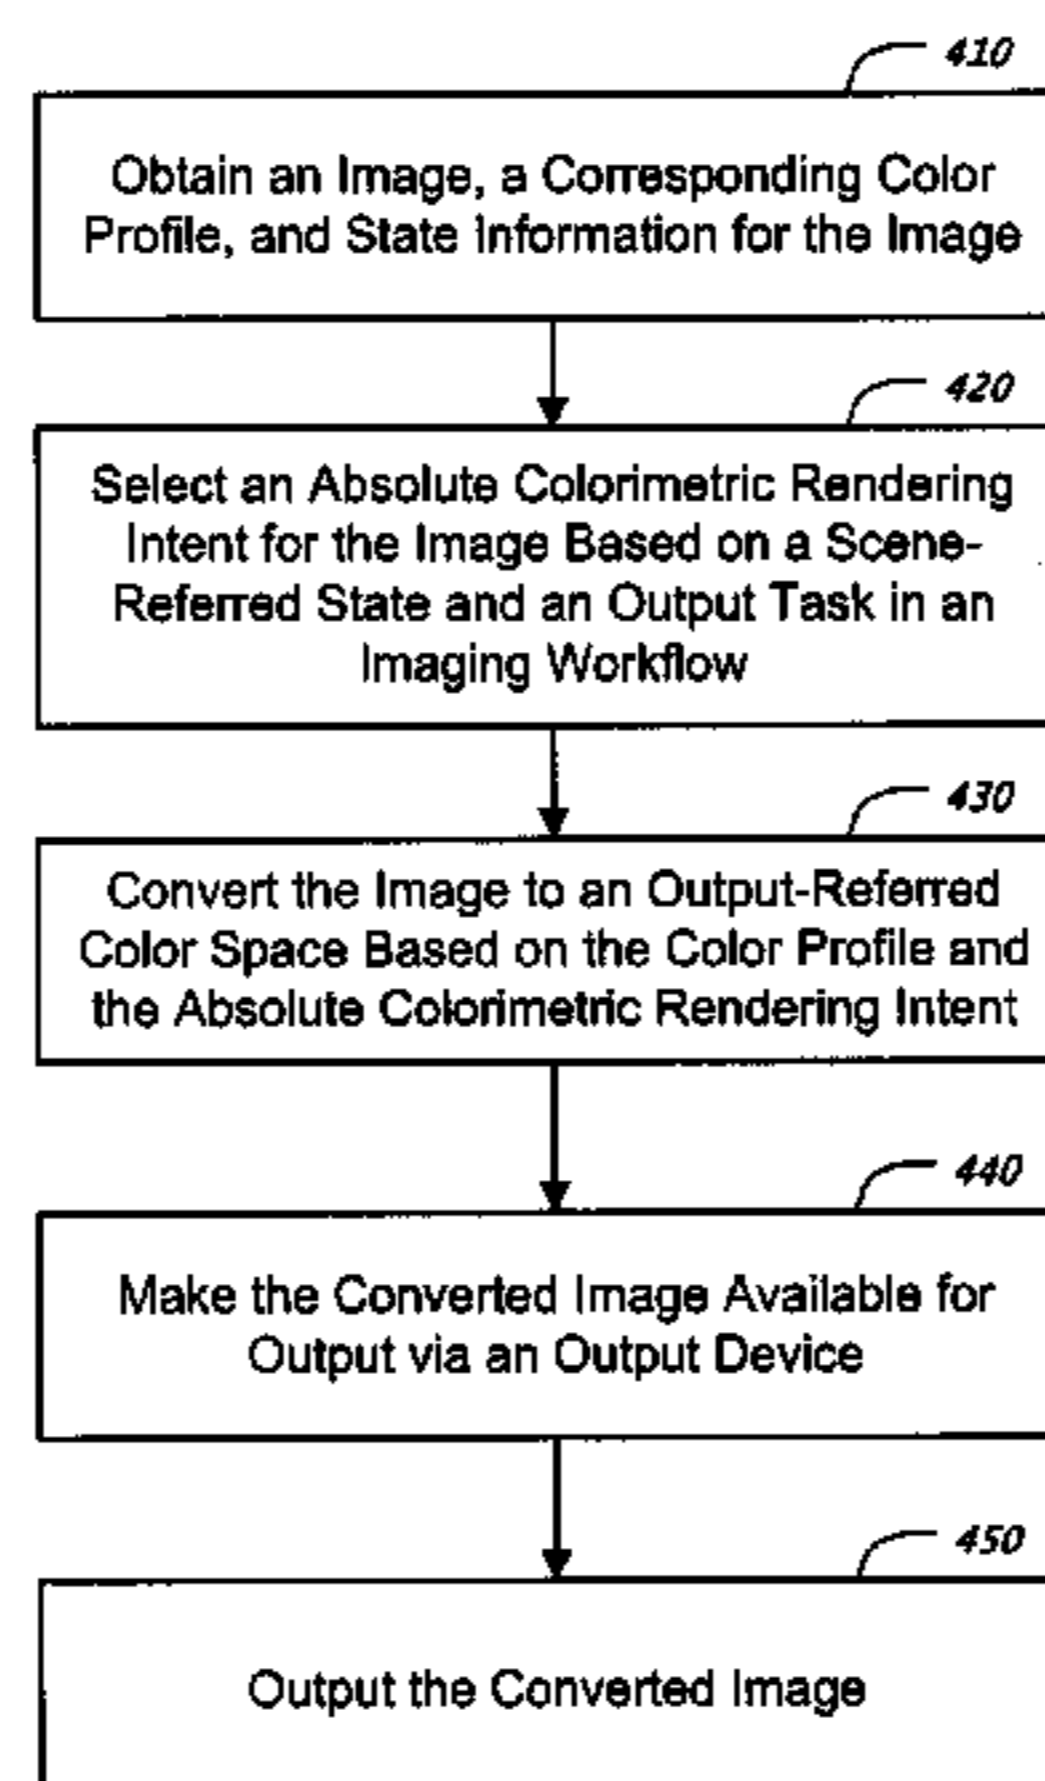 410
Obtain an Image, a Corresponding Color
Profile, and State Information for the Image
420
Select an Absolute Colorimetric Rendering
Intent for the Image Based on a Scene-
Referred State and an Output Task in an
Imaging Workflow
430
Convert the Image to an Output-Referred
Color Space Based on the Color Profile and
the Absolute Colorimetric Rendering Intent
440
Make the Converted Image Available for
Output via an Output Device
450
Output the Converted Image